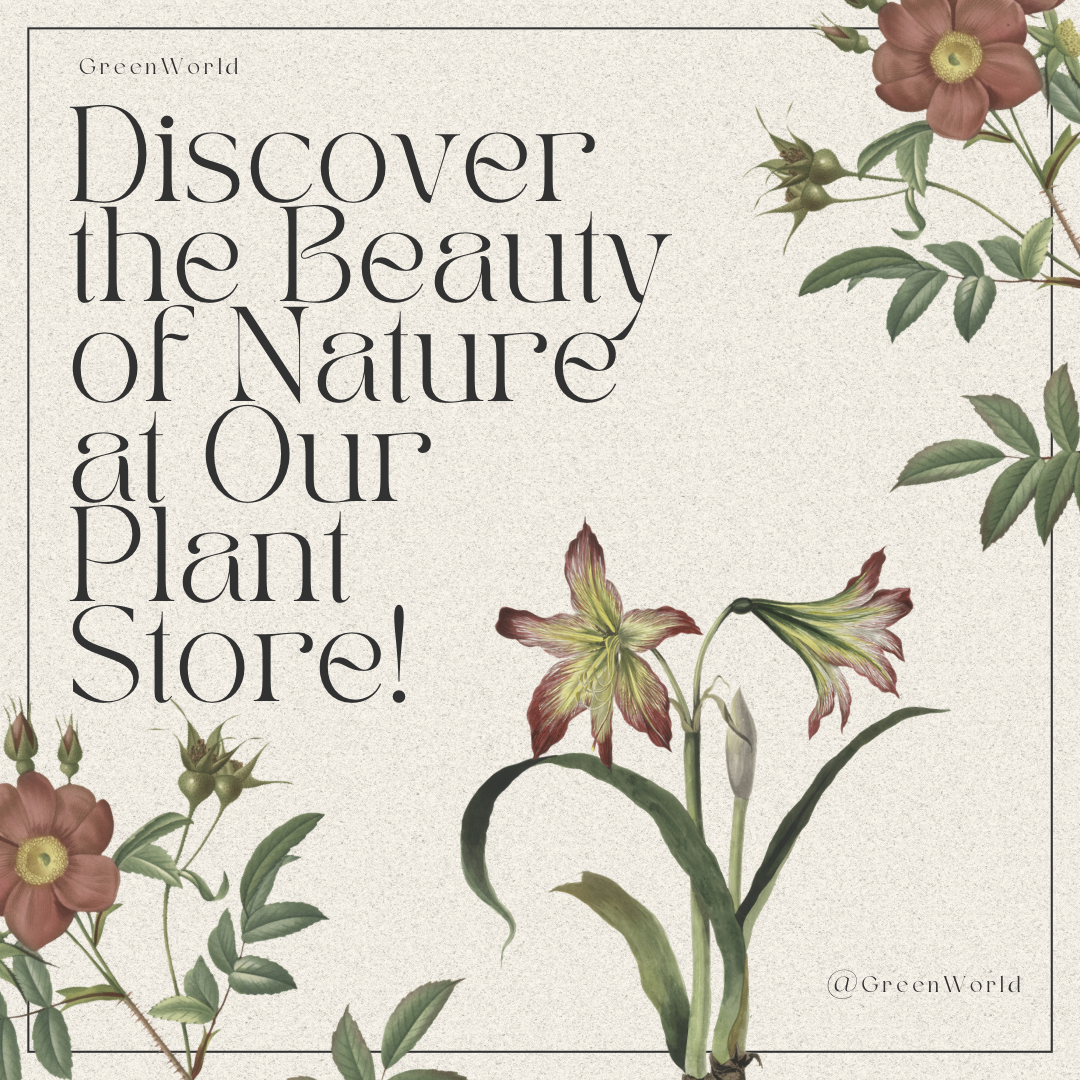 GreenWorld
Discover
the Beauty
of Nature
at Our
Plant
Store!
@GreenWorld